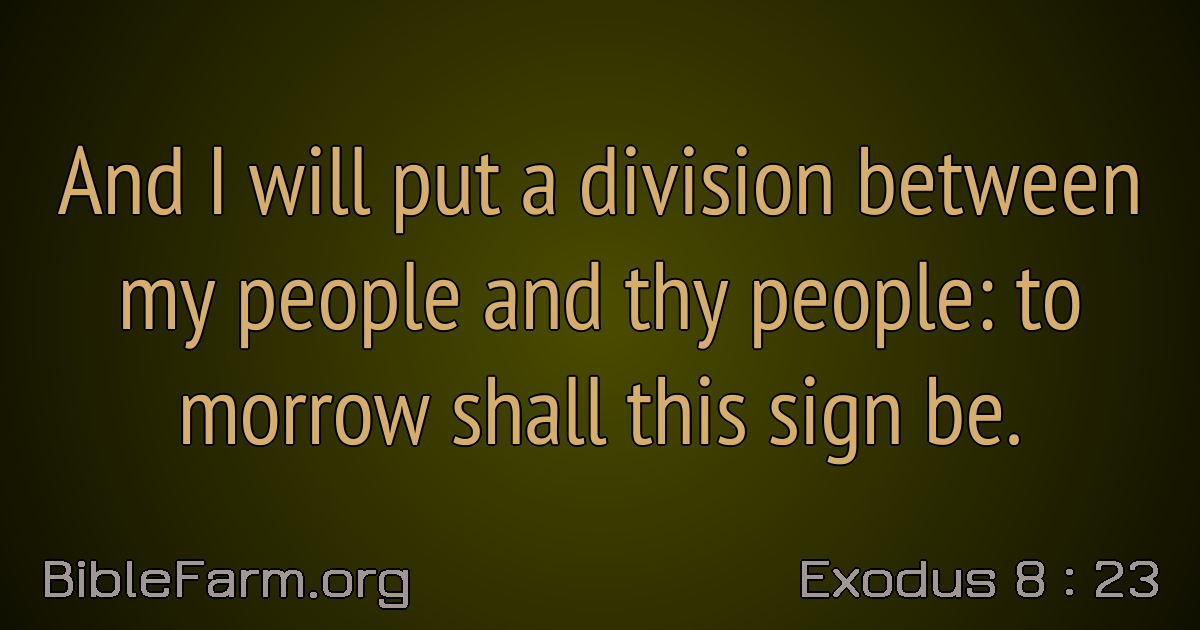 And I will put a division between
my people and thy people: to
morrow shall this sign be.
BibleFarm.org
Exodus 8 : 23